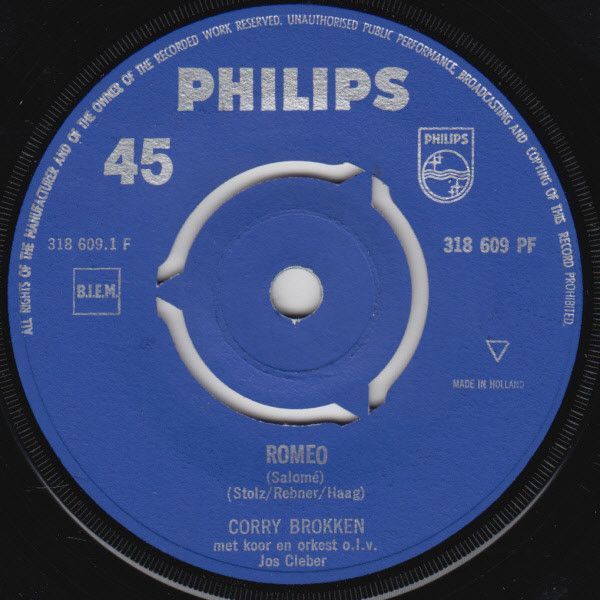 ALL RIGHTS OF THE MANUFACTURER AND OF THE OWNER OF THE RECORDED WORK RESERVED. UNAUTHORISED PUBLIC PERFORMANCE, BROADCASTING AND COPYING OF THIS RECORD PROHIBITED.
PHILIPS
45
PHILIPS
318 609.1 F
318 609 PF
B.I.E.M.
MADE IN HOLLAND
ROMEO
(Salomé)
(Stolz/Rebner/Haag)
CORRY BROKKEN
met koor en orkest o.l.v.
Jos Cleber